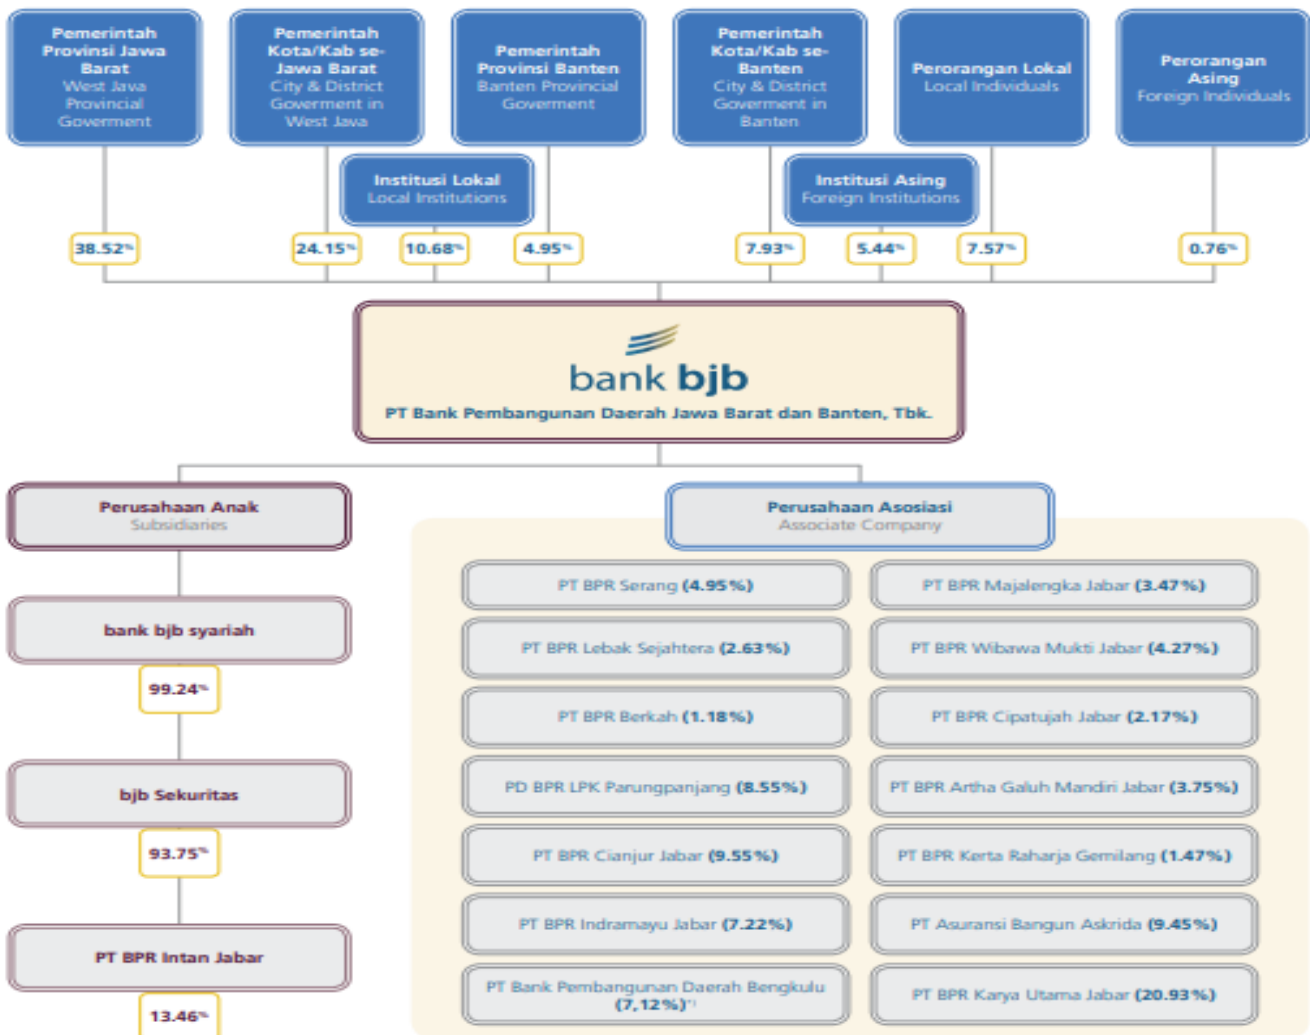 Pemerintah
Provinsi Jawa
Barat
West Java
Provincial
Goverment
Pemerintah
Kota/Kab se-
Jawa Barat
City & District
Goverment in
West Java
Pemerintah
Provinsi Banten
Banten Provincial
Goverment
Pemerintah
Kota/Kab se-
Banten
City & District
Goverment in
Banten
Perorangan Lokal
Local Individuals
Perorangan
Asing
Foreign Individuals
Institusi Lokal
Local Institutions
Institusi Asing
Foreign Institutions
38.52%
24.15%
10.68%
4.95%
7.93%
5.44%
7.57%
0.76%
bank bjb
PT Bank Pembangunan Daerah Jawa Barat dan Banten, Tbk.
Perusahaan Anak
Subsidiaries
bank bjb syariah
99.24%
bjb Sekuritas
93.75%
PT BPR Intan Jabar
13.46%
Perusahaan Asosiasi
Associate Company
PT BPR Serang (4.95%)
PT BPR Majalengka Jabar (3.47%)
PT BPR Lebak Sejahtera (2.63%)
PT BPR Wibawa Mukti Jabar (4.27%)
PT BPR Berkah (1.18%)
PT BPR Cipatujah Jabar (2.17%)
PD BPR LPK Parungpanjang (8.55%)
PT BPR Artha Galuh Mandiri Jabar (3.75%)
PT BPR Cianjur Jabar (9.55%)
PT BPR Kerta Raharja Gemilang (1.47%)
PT BPR Indramayu Jabar (7.22%)
PT Asuransi Bangun Askrida (9.45%)
PT Bank Pembangunan Daerah Bengkulu
(7,12%)*)
PT BPR Karya Utama Jabar (20.93%)